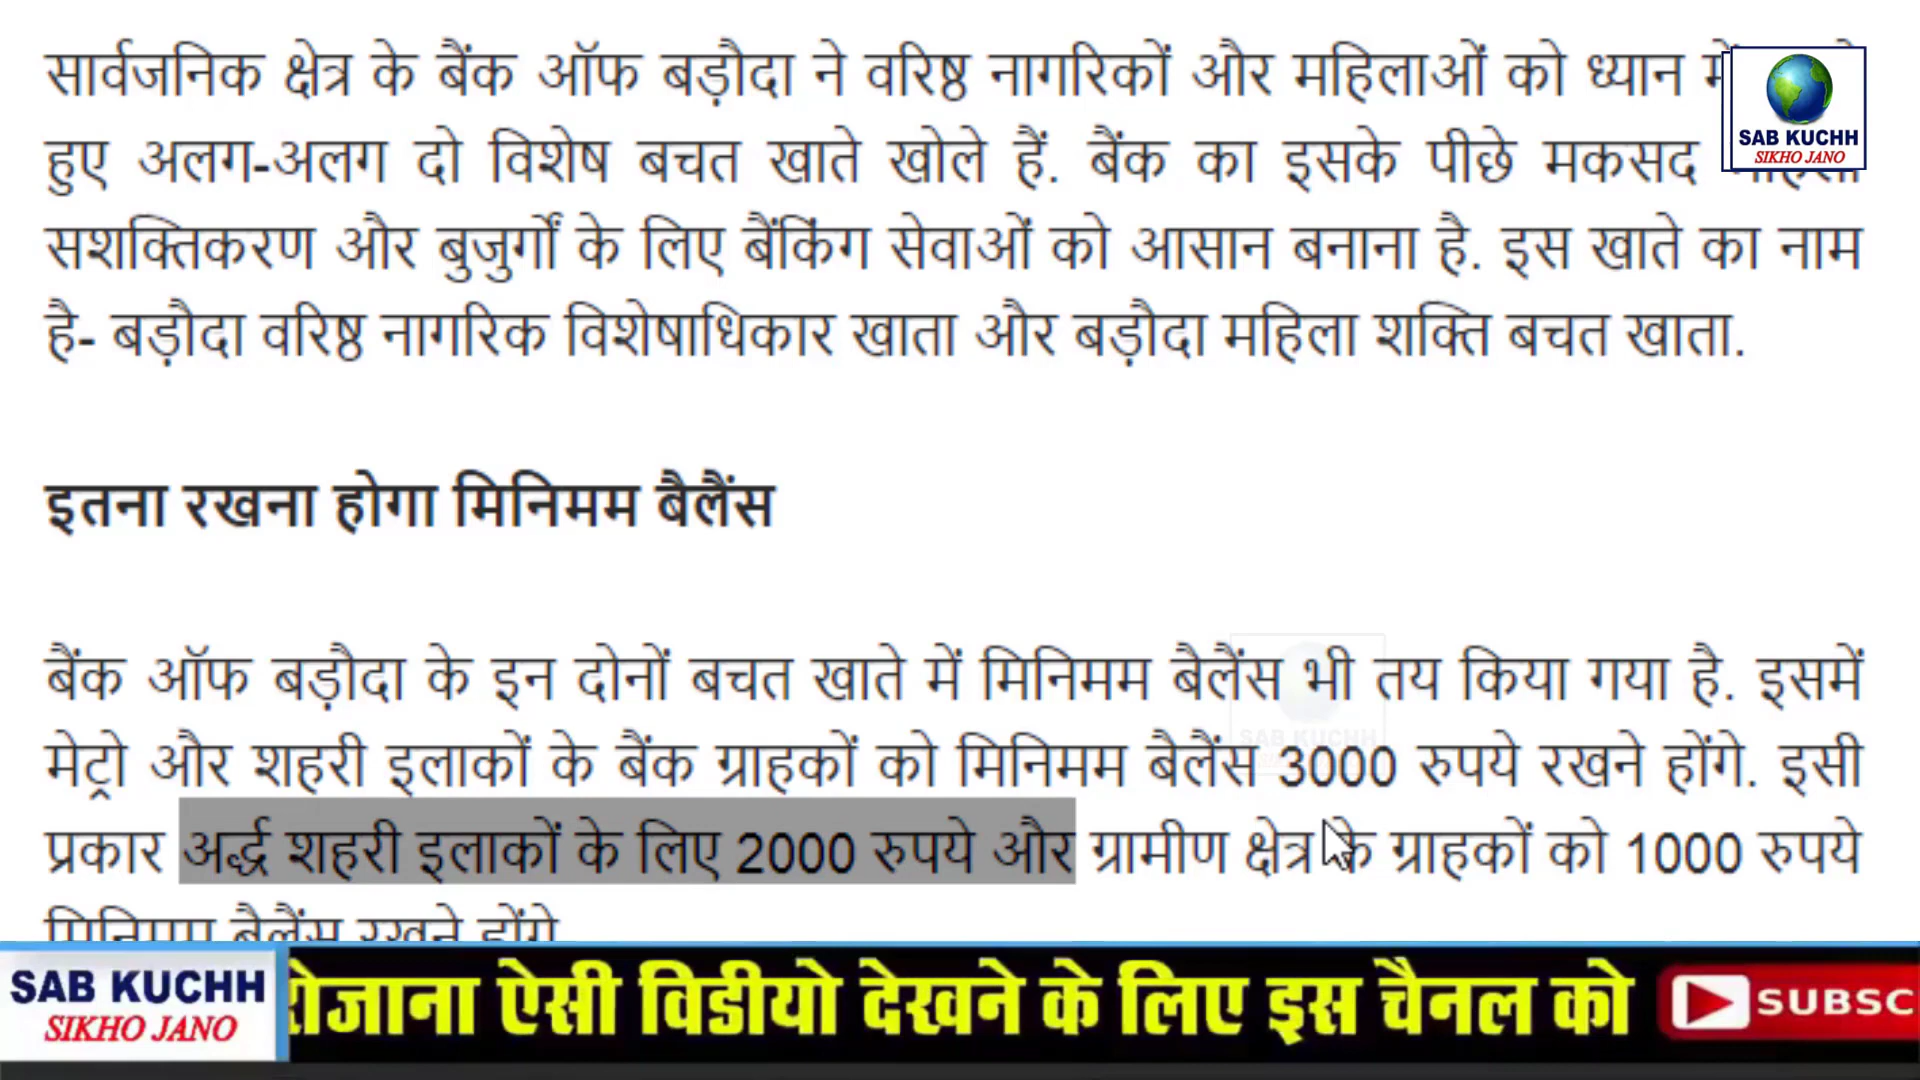 सार्वजनिक क्षेत्र के बैंक ऑफ बड़ौदा ने वरिष्ठ नागरिकों और महिलाओं को ध्यान
SAB KUCHH
SIKHO JANO
हुए अलग-अलग दो विशेष बचत खाते खोले हैं. बैंक का इसके पीछे मकसद
सशक्तिकरण और बुजुर्गों के लिए बैंकिंग सेवाओं को आसान बनाना है. इस खाते का नाम
है- बड़ौदा वरिष्ठ नागरिक विशेषाधिकार खाता और बड़ौदा महिला शक्ति बचत खाता.
इतना रखना होगा मिनिमम बैलैंस
बैंक ऑफ बड़ौदा के इन दोनों बचत खाते में मिनिमम बैलैंस भी तय किया गया है. इसमें
मेट्रो और शहरी इलाकों के बैंक ग्राहकों को मिनिमम बैलैंस 3000 रुपये रखने होंगे. इसी
प्रकार अर्द्ध शहरी इलाकों के लिए 2000 रुपये और ग्रामीण क्षेत्र के ग्राहकों को 1000 रुपये
मिनिमम बैलैंस रखने होंगे
SAB KUCHH
SIKHO JANO
रोजाना ऐसी विडीयो देखने के लिए इस चैनल को
SUBSC